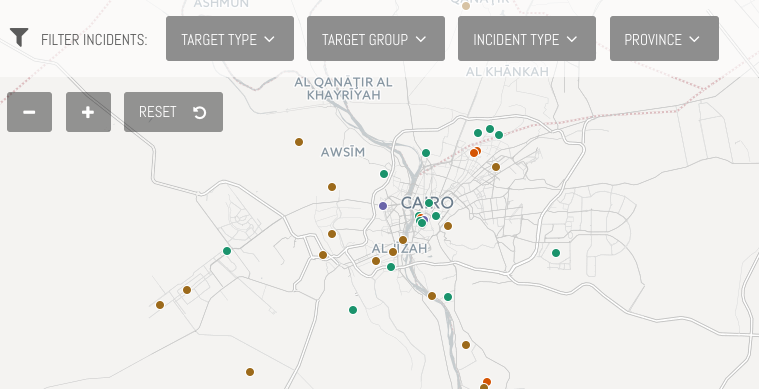 ASHMŪN
QANĀṬIR
FILTER INCIDENTS:
TARGET TYPE
TARGET GROUP
INCIDENT TYPE
PROVINCE
AL KHĀNKAH
AL QANĀṬIR AL
KHAYRĪYAH
RESET
AWSĪM
CAIRO
AL JĪZAH